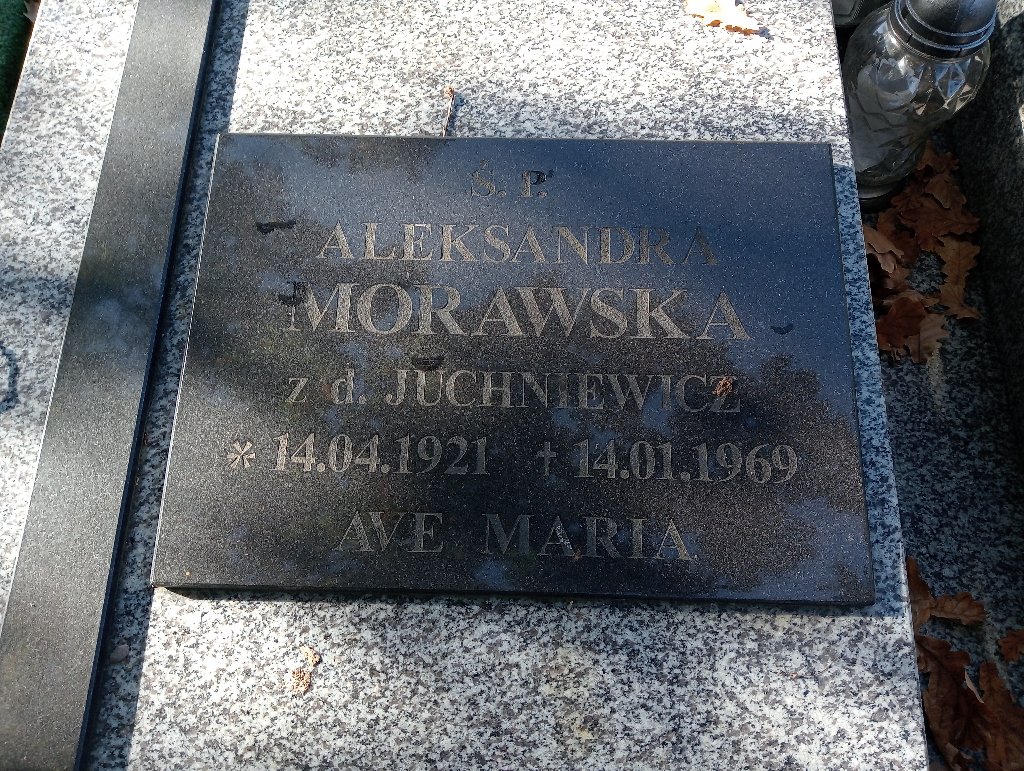 Ś. P.
ALEKSANDRA
MORAWSKA
z d. JUCHNIEWICZ
* 14.04.1921 † 14.01.1969
AVE MARIA